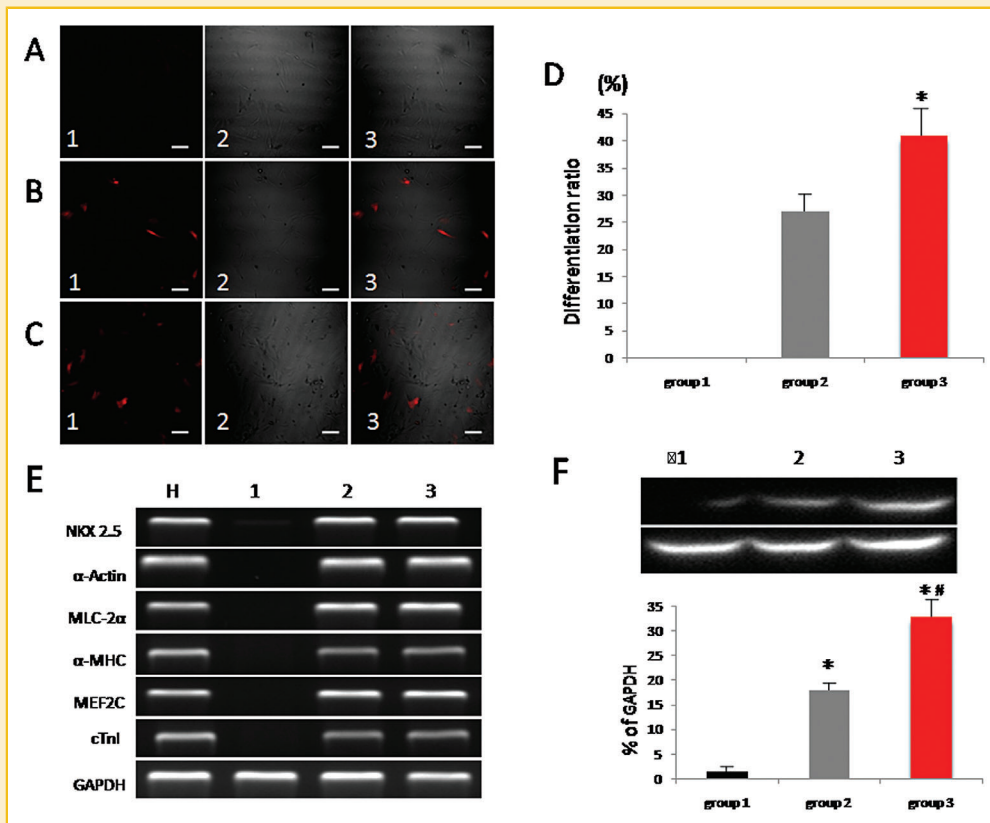 A
1 2 3
B
1 2 3
C
1 2 3
D
(%)
*
45
40
35
30
25
20
15
10
5
0
Differentiation ratio
group 1 group 2 group 3
E
H 1 2 3
NKX 2.5
α-Actin
MLC-2α
α-MHC
MEF2C
cTnI
GAPDH
F
1 2 3
*#
*
35
30
25
20
15
10
5
0
% of GAPDH
group 1 group 2 group 3